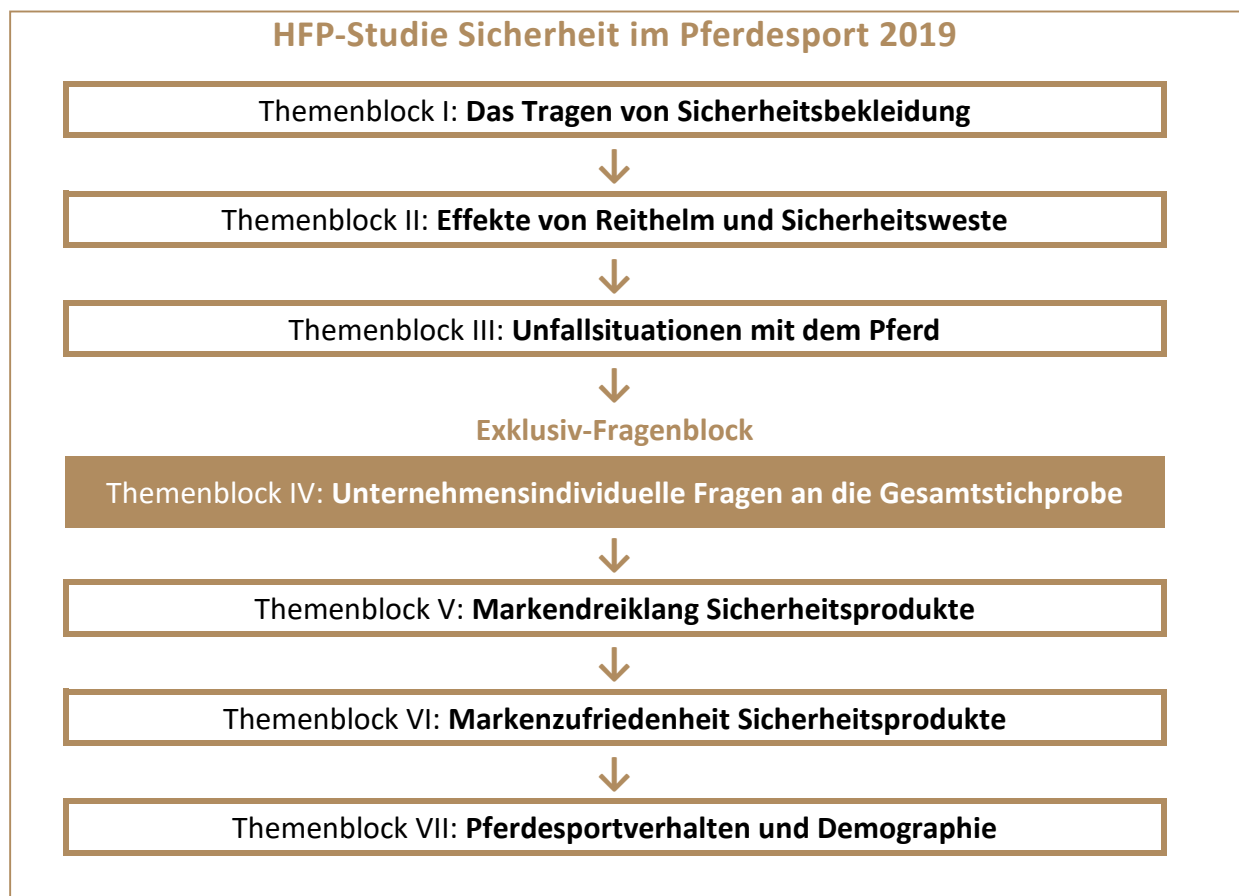 HFP-Studie Sicherheit im Pferdesport 2019
Themenblock I: Das Tragen von Sicherheitsbekleidung
Themenblock II: Effekte von Reithelm und Sicherheitsweste
Themenblock III: Unfallsituationen mit dem Pferd
Exklusiv-Fragenblock
Themenblock IV: Unternehmensindividuelle Fragen an die Gesamtstichprobe
Themenblock V: Markendreiklang Sicherheitsprodukte
Themenblock VI: Markenzufriedenheit Sicherheitsprodukte
Themenblock VII: Pferdesportverhalten und Demographie